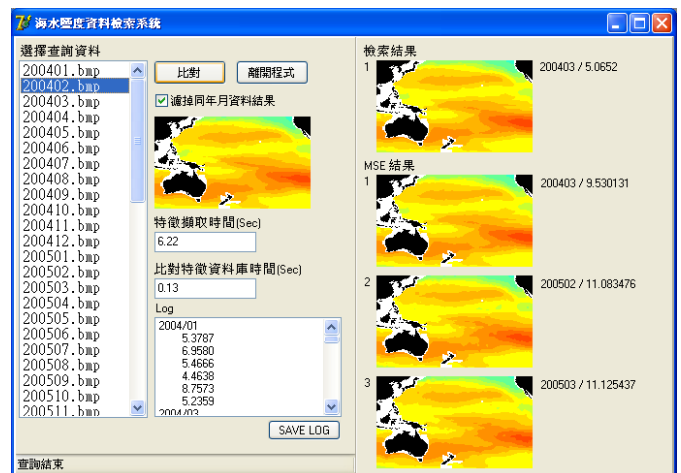 海水鹽度資料檢索系統
選擇查詢資料
200401.bmp
200402.bmp
200403.bmp
200404.bmp
200405.bmp
200406.bmp
200407.bmp
200408.bmp
200409.bmp
200410.bmp
200411.bmp
200412.bmp
200501.bmp
200502.bmp
200503.bmp
200504.bmp
200505.bmp
200506.bmp
200507.bmp
200508.bmp
200509.bmp
200510.bmp
200511.bmp
比對
離開程式
濾掉同年月資料結果
特徵擷取時間(Sec)
6.22
比對特徵資料庫時間(Sec)
0.13
Log
2004/01
5.3787
6.9580
5.4666
4.4638
8.7573
5.2359
2004/03
SAVE LOG
檢索結果
1
200403 / 5.0652
MSE 結果
1
200403 / 9.530131
2
200502 / 11.083476
3
200503 / 11.125437
查詢結束